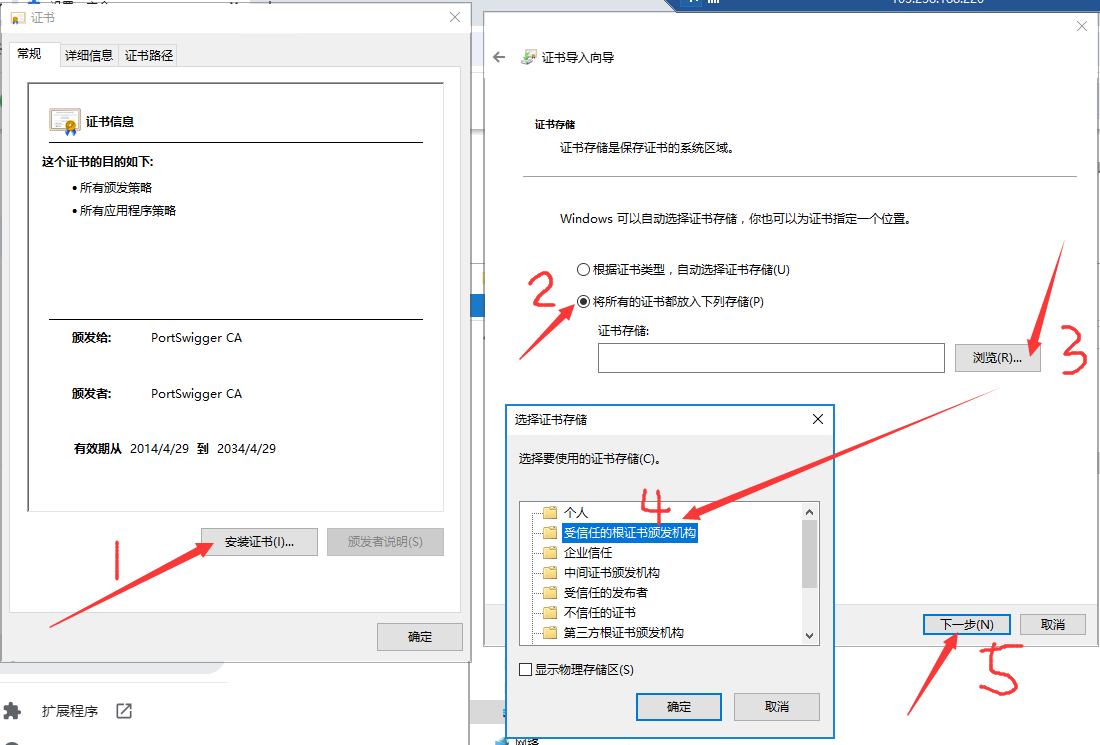 证书
常规
详细信息
证书路径
证书信息
这个证书的目的如下:
•所有颁发策略
•所有应用程序策略
颁发给: PortSwigger CA
颁发者: PortSwigger CA
有效期从 2014/4/29 到 2034/4/29
安装证书(I)...
颁发者说明(S)
1
确定
扩展程序
证书导入向导
证书存储
证书存储是保存证书的系统区域。
Windows 可以自动选择证书存储，你也可以为证书指定一个位置。
根据证书类型，自动选择证书存储(U)
2
将所有的证书都放入下列存储(P)
证书存储:
浏览(R)...
3
选择证书存储
选择要使用的证书存储(C)。
4
个人
受信任的根证书颁发机构
企业信任
中间证书颁发机构
受信任的发布者
不信任的证书
第三方根证书颁发机构
显示物理存储区(S)
确定
取消
下一步(N)
取消
5
网络